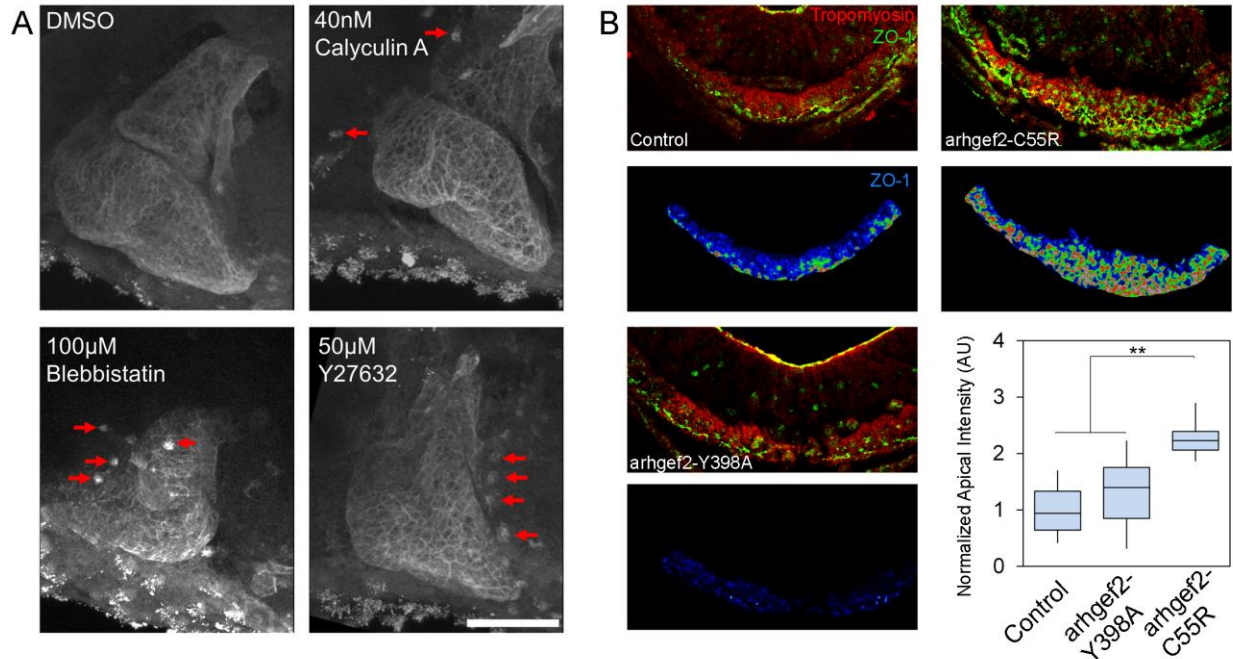 A
DMSO
40nM
Calyculin A
100µM
Blebbistatin
50µM
Y27632
B
Tropomyosin
ZO-1
Control
arhgef2-C55R
ZO-1
arhgef2-Y398A
Normalized Apical Intensity (AU)
4
3
2
1
0
**
Control
arhgef2-
Y398A
arhgef2-
C55R